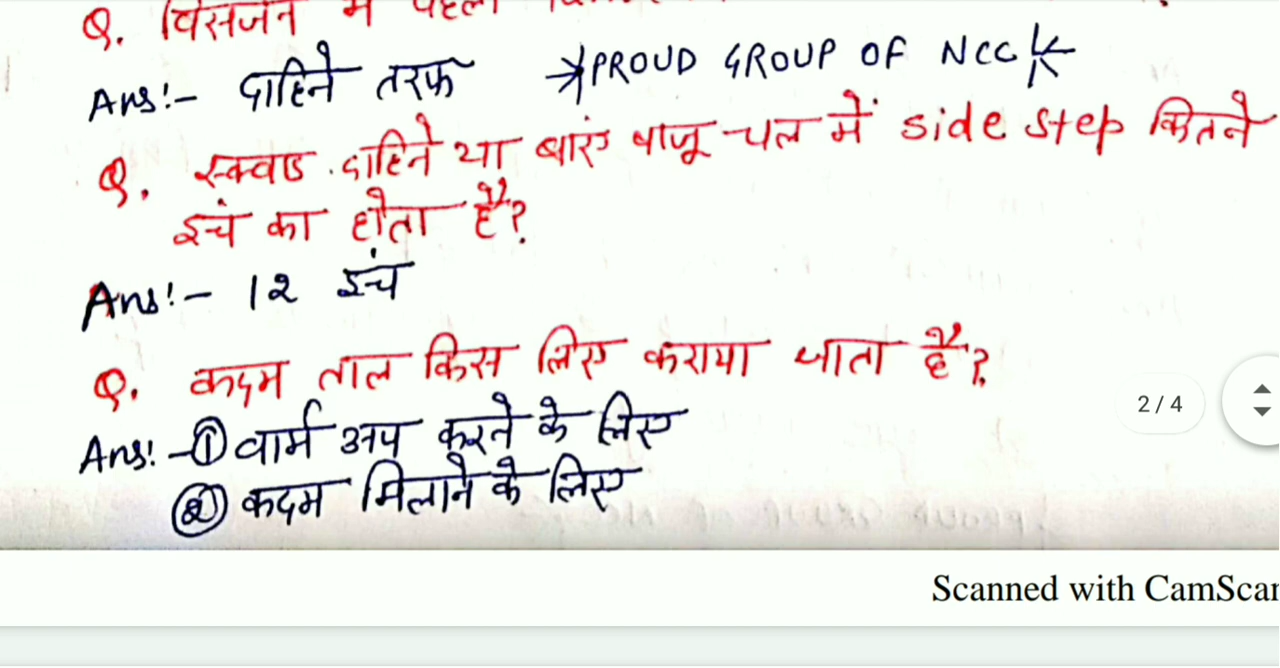 Q. विसर्जन में पहला
Ans:- दाहिने तरफ →PROUD GROUP OF NCC←
Q. स्क्वाड दाहिने या बाएं बाजू चल में side step कितने
इंच का होता है?
Ans:- 12 इंच
Q. कदम ताल किस लिए कराया जाता है?
Ans:-① वार्म अप करने के लिए
② कदम मिलाने के लिए
2 / 4
Scanned with CamScan